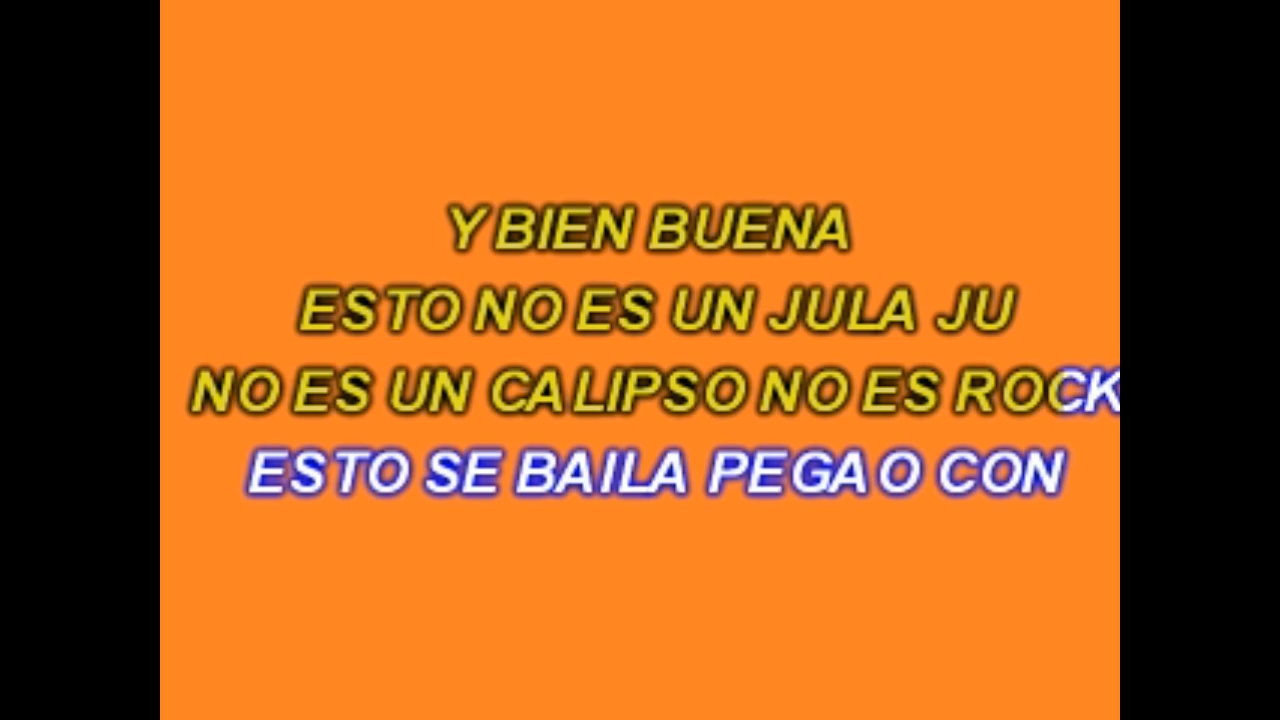 Y BIEN BUENA
ESTO NO ES UN JULA JU
NO ES UN CALIPSO NO ES ROCK
ESTO SE BAILA PEGAO CON